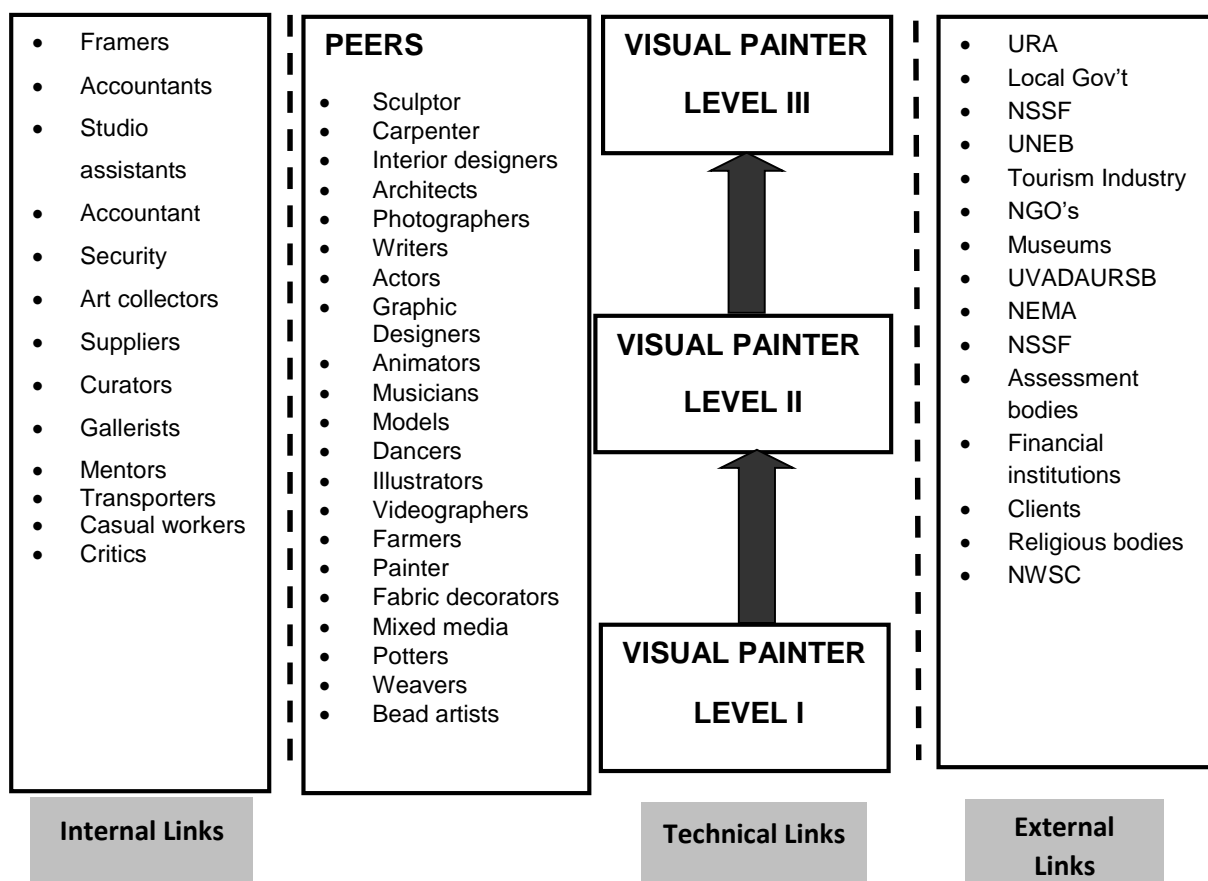 • Framers
• Accountants
• Studio
assistants
• Accountant
• Security
• Art collectors
• Suppliers
• Curators
• Gallerists
• Mentors
• Transporters
• Casual workers
• Critics
Internal Links
PEERS
• Sculptor
• Carpenter
• Interior designers
• Architects
• Photographers
• Writers
• Actors
• Graphic
Designers
• Animators
• Musicians
• Models
• Dancers
• Illustrators
• Videographers
• Farmers
• Painter
• Fabric decorators
• Mixed media
• Potters
• Weavers
• Bead artists
VISUAL PAINTER
LEVEL III
VISUAL PAINTER
LEVEL II
VISUAL PAINTER
LEVEL I
Technical Links
• URA
• Local Gov’t
• NSSF
• UNEB
• Tourism Industry
• NGO’s
• Museums
• UVADAURSB
• NEMA
• NSSF
• Assessment
bodies
• Financial
institutions
• Clients
• Religious bodies
• NWSC
External
Links